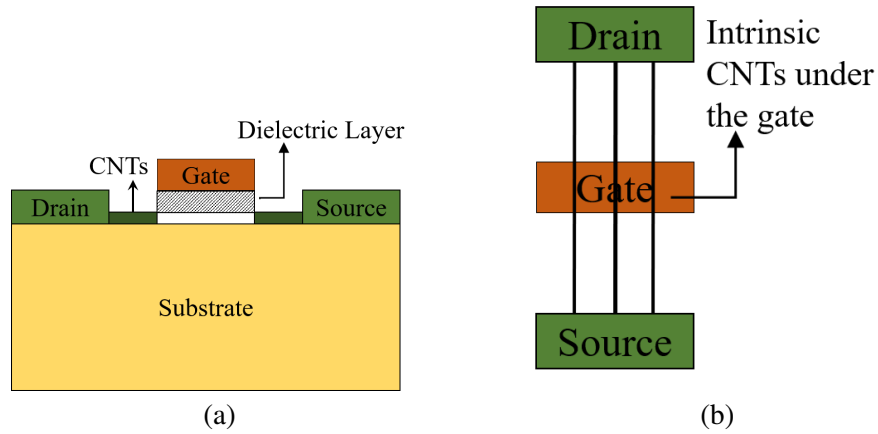 Dielectric Layer
CNTs
Gate
Drain
Source
Substrate
(a)
Drain
Intrinsic
CNTs under
the gate
Gate
Source
(b)